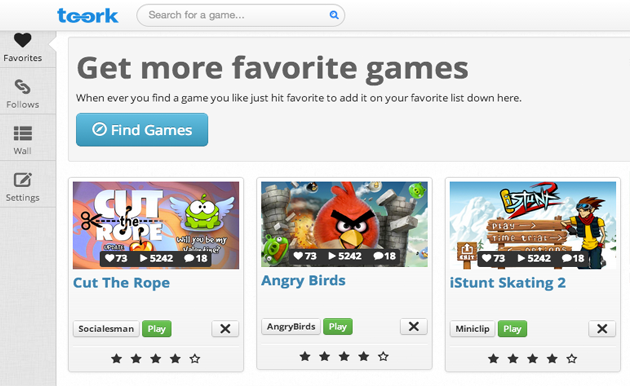 teork
Search for a game...
Favorites
Follows
Wall
Settings
Get more favorite games
When ever you find a game you like just hit favorite to add it on your favorite list down here.
Find Games
CUT
the
ROPE
UPDATE
Will you be my
73 5242 18
Cut The Rope
Socialesman Play
73 5242 18
Angry Birds
AngryBirds Play
iSTUNT 2
PLAY
TIME TRIAL
OPTIONS
EXIT
73 5242 18
iStunt Skating 2
Miniclip Play